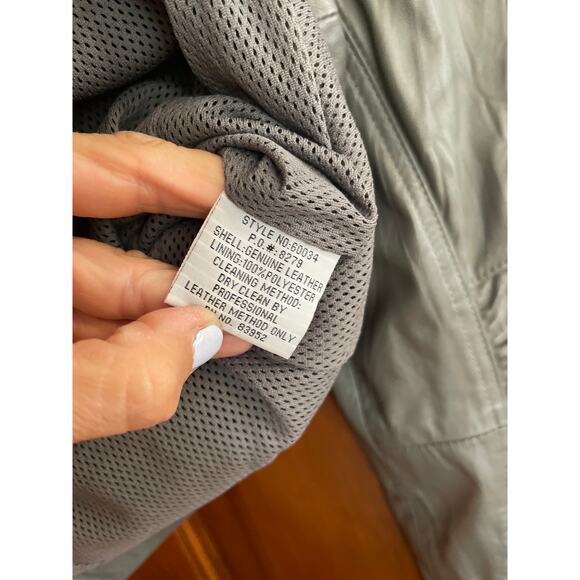 STYLE NO:60034
P.O.#:8279
SHELL:GENUINE LEATHER
LINING:100%POLYESTER
CLEANING METHOD:
DRY CLEAN BY
PROFESSIONAL
LEATHER METHOD ONLY
RN NO. 83952